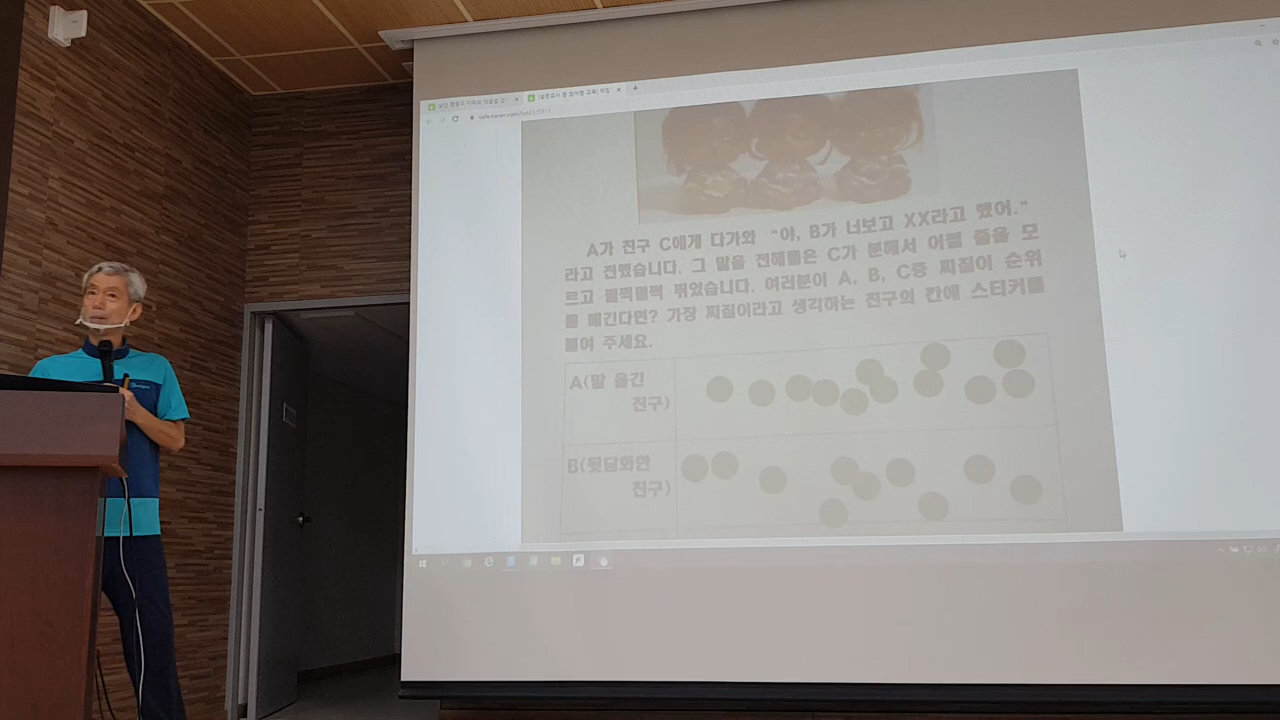 cafe.naver.com
A가 친구 C에게 다가와 "야, B가 너보고 XX라고 했어."
라고 전했습니다. 그 말을 전해들은 C가 분해서 어쩔 줄을 모
르고 펄쩍펄쩍 뛰었습니다. 여러분이 A, B, C중 찌질이 순위
를 매긴다면? 가장 찌질이라고 생각하는 친구의 칸에 스티커를
붙여 주세요.
A(말 옮긴
친구)
B(뒷담화한
친구)